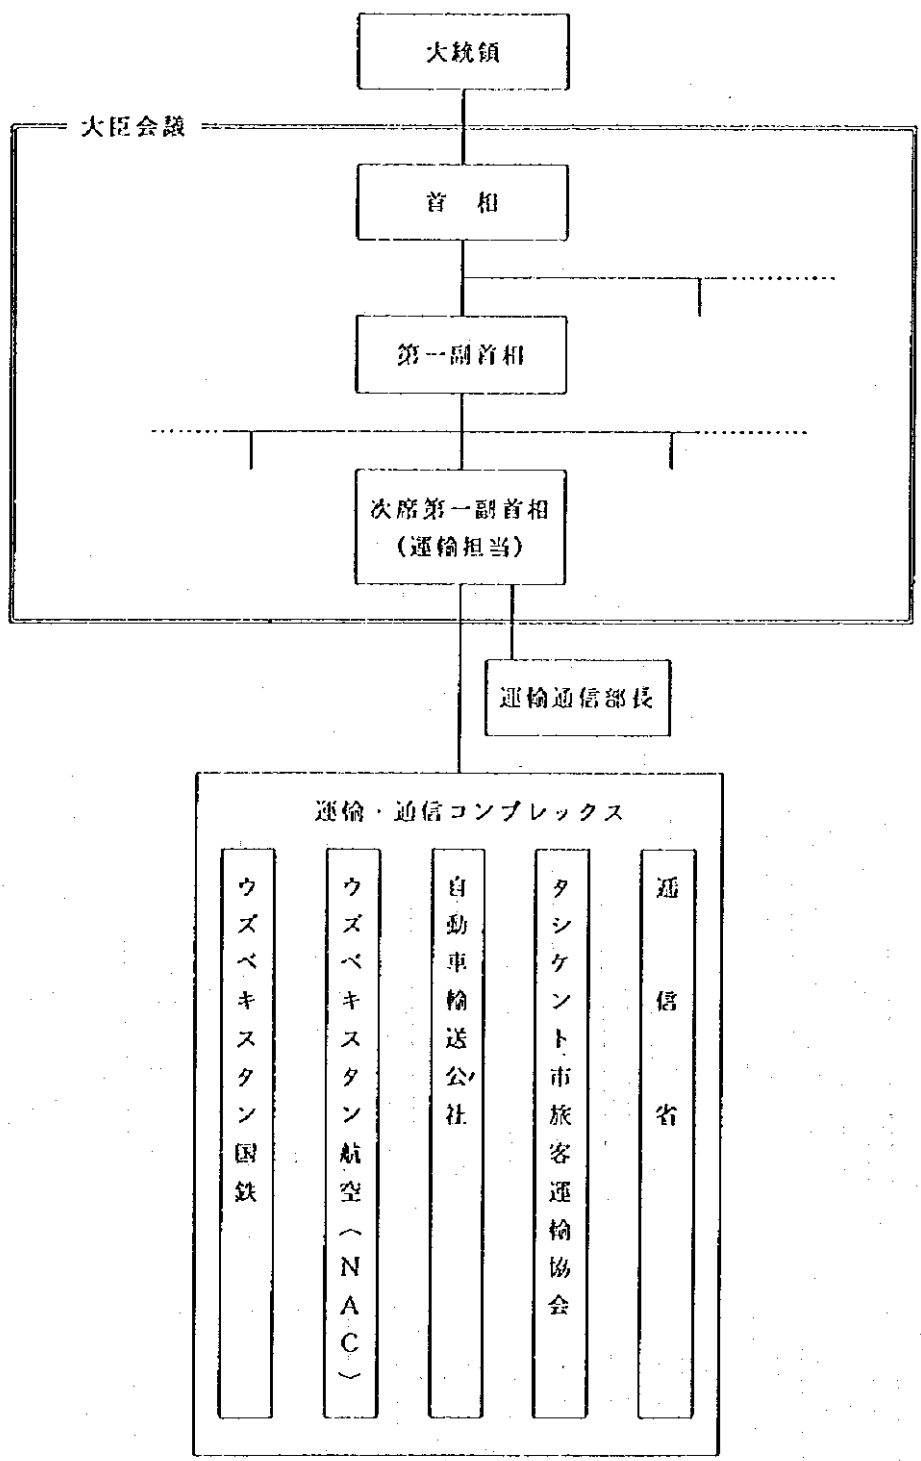 大統領
大臣会議
首　相
第一副首相
次席第一副首相
(運輸担当)
運輸通信部長
運輸・通信コンプレックス
ウズベキスタン国鉄
ウズベキスタン航空(NAC)
自動車輸送公社
タシケント市旅客運輸協会
逓信省